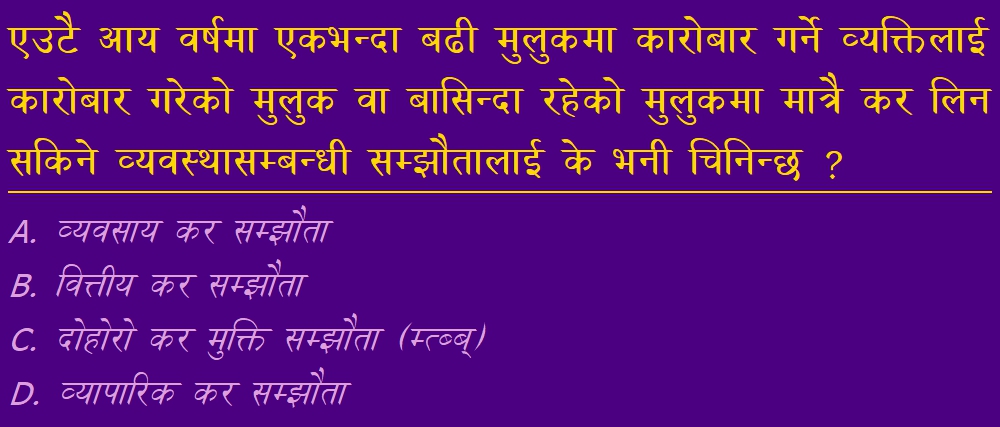 एउटै आय वर्षमा एकभन्दा बढी मुलुकमा कारोबार गर्ने व्यक्तिलाई
कारोबार गरेको मुलुक वा बासिन्दा रहेको मुलुकमा मात्रै कर लिन
सकिने व्यवस्थासम्बन्धी सम्झौतालाई के भनी चिनिन्छ ?
A. व्यवसाय कर सम्झौता
B. वित्तीय कर सम्झौता
C. दोहोरो कर मुक्ति सम्झौता (म्त्ब्ब्)
D. व्यापारिक कर सम्झौता